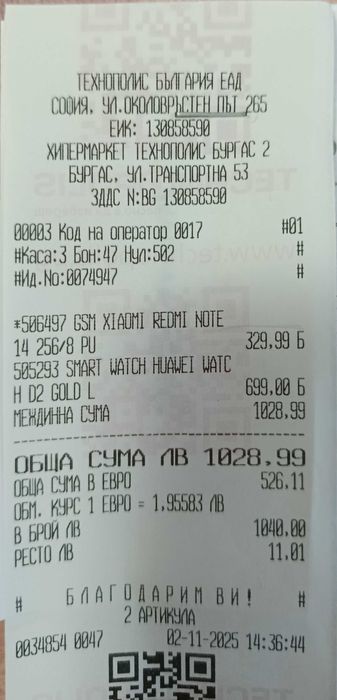 ТЕХНОПОЛИС БЪЛГАРИЯ ЕАД
СОФИЯ, УЛ.ОКОЛОВРЪСТЕН ПЪТ 265
ЕИК: 130858590
ХИПЕРМАРКЕТ ТЕХНОПОЛИС БУРГАС 2
БУРГАС, УЛ.ТРАНСПОРТНА 53
ЗДДС N:BG 130858590
00003 Код на оператор 0017 #01
#Каса:3 Бон:47 Нул:502 #
#Ид.No:0074947 #
*506497 GSM XIAOMI REDMI NOTE
14 256/8 PU 329,99 Б
505293 SMART WATCH HUAWEI WATC
H D2 GOLD L 699,00 Б
МЕЖДИННА СУМА 1028,99
ОБЩА СУМА ЛВ 1028,99
ОБЩА СУМА В ЕВРО 526.11
ОБМ. КУРС 1 ЕВРО = 1,95583 ЛВ
В БРОЙ ЛВ 1040.00
РЕСТО ЛВ 11.01
# БЛАГОДАРИМ ВИ! #
2 АРТИКУЛА
0034854 0047 02-11-2025 14:36:44